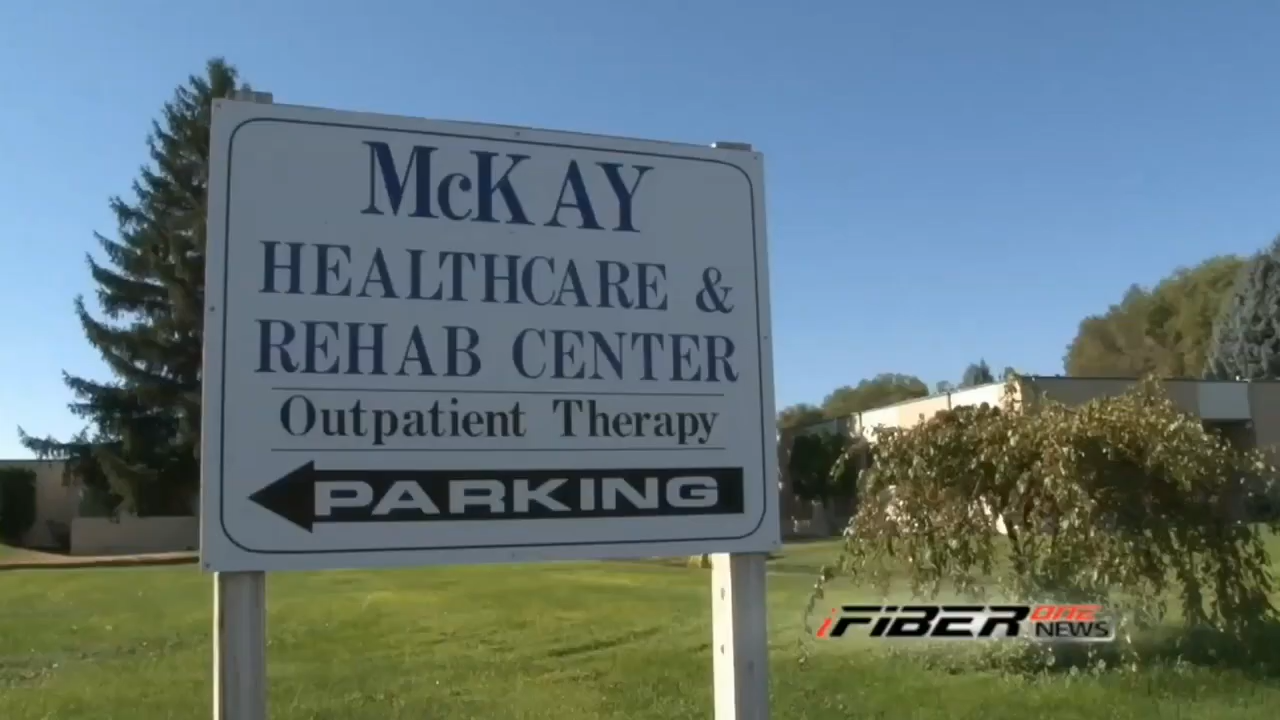 McKAY
HEALTHCARE &
REHAB CENTER
Outpatient Therapy
PARKING
iFIBER ONE
NEWS